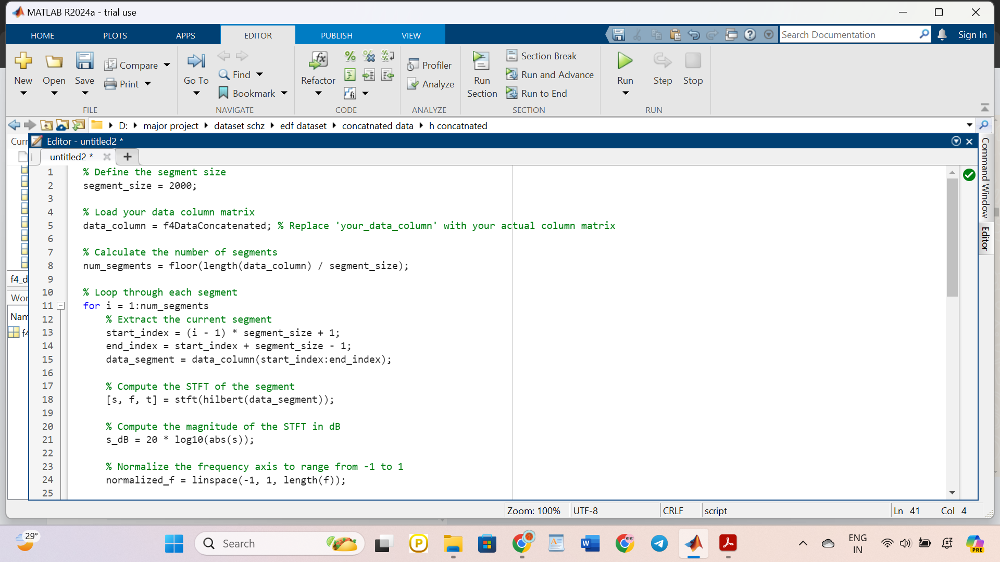 MATLAB R2024a - trial use
HOME PLOTS APPS EDITOR PUBLISH VIEW Search Documentation Sign In
New Open Save Compare Print
FILE
Go To Find Bookmark
NAVIGATE
Refactor
CODE
Profiler
Analyze
ANALYZE
Run Section
Section Break
Run and Advance
Run to End
SECTION
Run Step Stop
RUN
D: major project dataset schz edf dataset concatnated data h concatnated
Curr
Editor - untitled2 *
untitled2 *
1 % Define the segment size
2 segment_size = 2000;
3
4 % Load your data column matrix
5 data_column = f4DataConcatenated; % Replace 'your_data_column' with your actual column matrix
6
7 % Calculate the number of segments
8 num_segments = floor(length(data_column) / segment_size);
9
10 % Loop through each segment
11 for i = 1:num_segments
12 % Extract the current segment
13 start_index = (i - 1) * segment_size + 1;
14 end_index = start_index + segment_size - 1;
15 data_segment = data_column(start_index:end_index);
16
17 % Compute the STFT of the segment
18 [s, f, t] = stft(hilbert(data_segment));
19
20 % Compute the magnitude of the STFT in dB
21 s_dB = 20 * log10(abs(s));
22
23 % Normalize the frequency axis to range from -1 to 1
24 normalized_f = linspace(-1, 1, length(f));
25
f4_d
Wor
Nam
f4
Command Window
Editor
Zoom: 100% UTF-8 CRLF script Ln 41 Col 4
29°
Search
ENG
IN
PRE